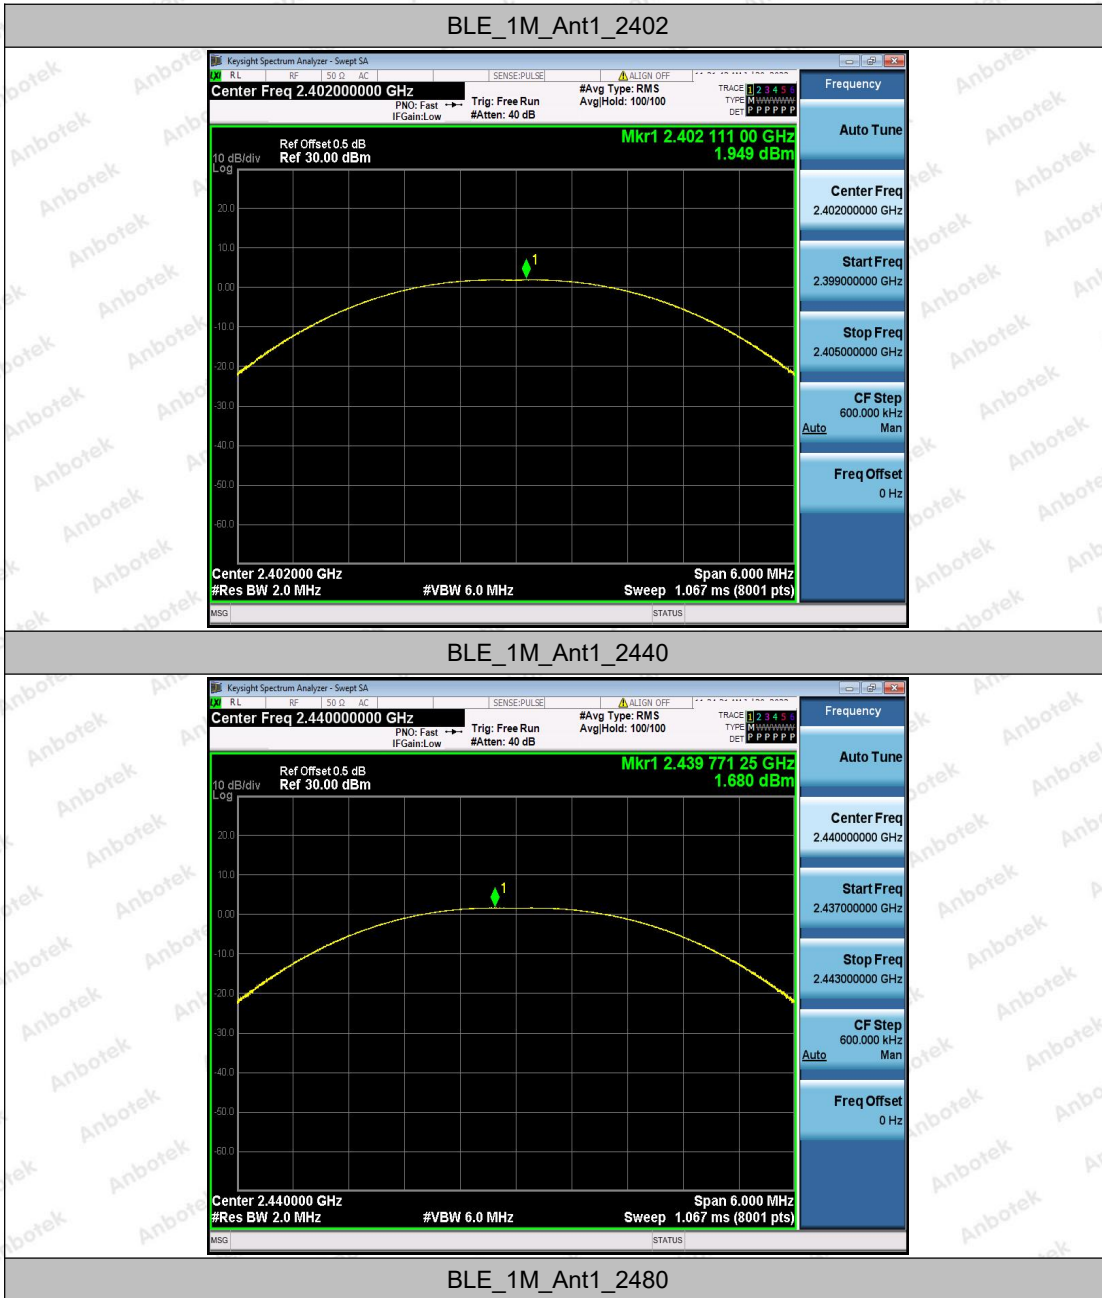 BLE_1M_Ant1_2402
Keysight Spectrum Analyzer - Swept SA
RL RF 50 Ω AC SENSE:PULSE ALIGN OFF
Center Freq 2.402000000 GHz
PNO: Fast
IFGain:Low
Trig: Free Run
#Atten: 40 dB
#Avg Type: RMS
Avg|Hold: 100/100
TRACE 1 2 3 4 5 6
TYPE M W W W W W
DET P P P P P P
Frequency
Auto Tune
Center Freq
2.402000000 GHz
Start Freq
2.399000000 GHz
Stop Freq
2.405000000 GHz
CF Step
600.000 kHz
Auto Man
Freq Offset
0 Hz
Mkr1 2.402 111 00 GHz
1.949 dBm
Ref Offset 0.5 dB
10 dB/div Ref 30.00 dBm
Log
20.0
10.0
1
0.00
-10.0
-20.0
-30.0
-40.0
-50.0
-60.0
Center 2.402000 GHz Span 6.000 MHz
#Res BW 2.0 MHz #VBW 6.0 MHz Sweep 1.067 ms (8001 pts)
MSG STATUS
BLE_1M_Ant1_2440
Keysight Spectrum Analyzer - Swept SA
RL RF 50 Ω AC SENSE:PULSE ALIGN OFF
Center Freq 2.440000000 GHz
PNO: Fast
IFGain:Low
Trig: Free Run
#Atten: 40 dB
#Avg Type: RMS
Avg|Hold: 100/100
TRACE 1 2 3 4 5 6
TYPE M W W W W W
DET P P P P P P
Frequency
Auto Tune
Center Freq
2.440000000 GHz
Start Freq
2.437000000 GHz
Stop Freq
2.443000000 GHz
CF Step
600.000 kHz
Auto Man
Freq Offset
0 Hz
Mkr1 2.439 771 25 GHz
1.680 dBm
Ref Offset 0.5 dB
10 dB/div Ref 30.00 dBm
Log
20.0
10.0
1
0.00
-10.0
-20.0
-30.0
-40.0
-50.0
-60.0
Center 2.440000 GHz Span 6.000 MHz
#Res BW 2.0 MHz #VBW 6.0 MHz Sweep 1.067 ms (8001 pts)
MSG STATUS
BLE_1M_Ant1_2480
Anbotek